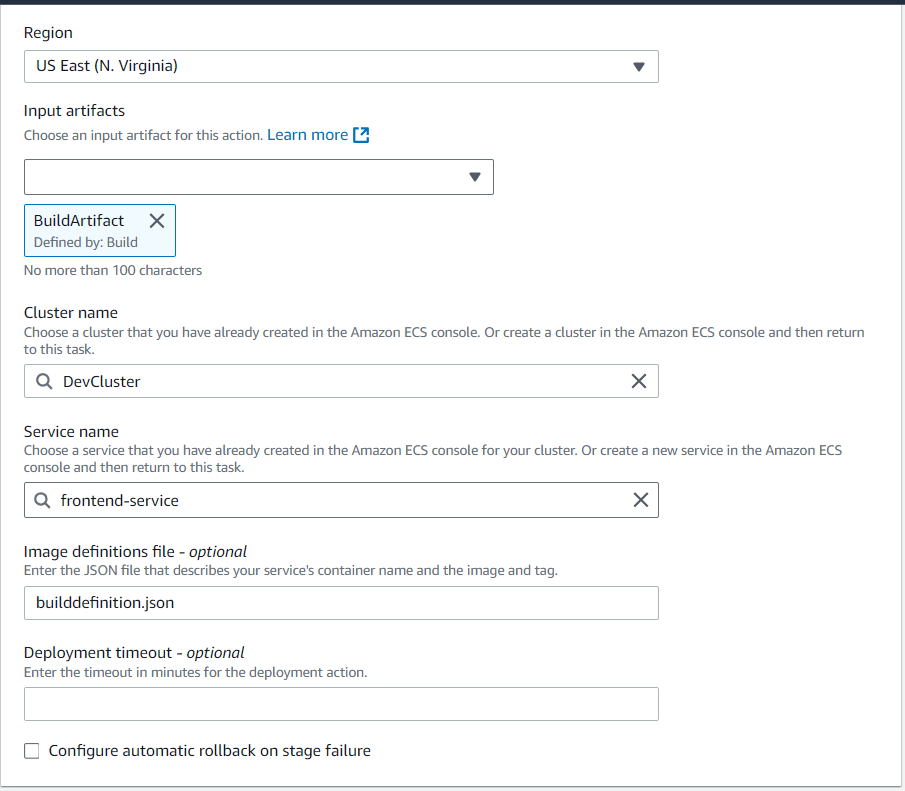 Region
US East (N. Virginia)
Input artifacts
Choose an input artifact for this action. Learn more
BuildArtifact
Defined by: Build
No more than 100 characters
Cluster name
Choose a cluster that you have already created in the Amazon ECS console. Or create a cluster in the Amazon ECS console and then return
to this task.
DevCluster
Service name
Choose a service that you have already created in the Amazon ECS console for your cluster. Or create a new service in the Amazon ECS
console and then return to this task.
frontend-service
Image definitions file - optional
Enter the JSON file that describes your service's container name and the image and tag.
builddefinition.json
Deployment timeout - optional
Enter the timeout in minutes for the deployment action.
Configure automatic rollback on stage failure